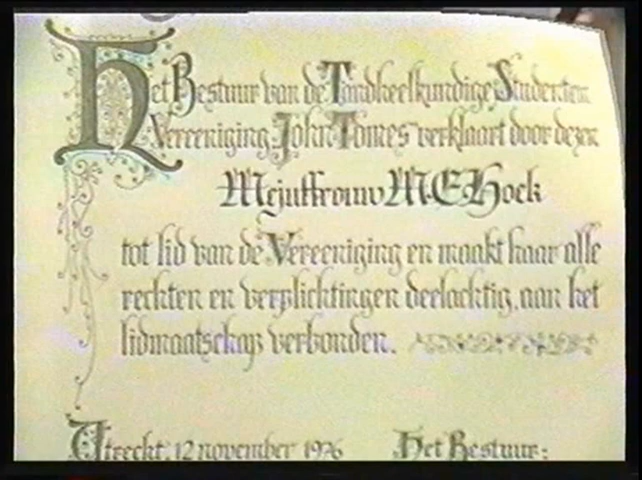 Het Bestuur van de Tandheelkundige Studenten
Vereeniging John Tomes verklaart door dezen
Mejuffrouw M.E. Hoek
tot lid van de Vereeniging en maakt haar alle
rechten en verplichtingen deelachtig, aan het
lidmaatschap verbonden.
Utrecht, 12 november 1976
Het Bestuur: